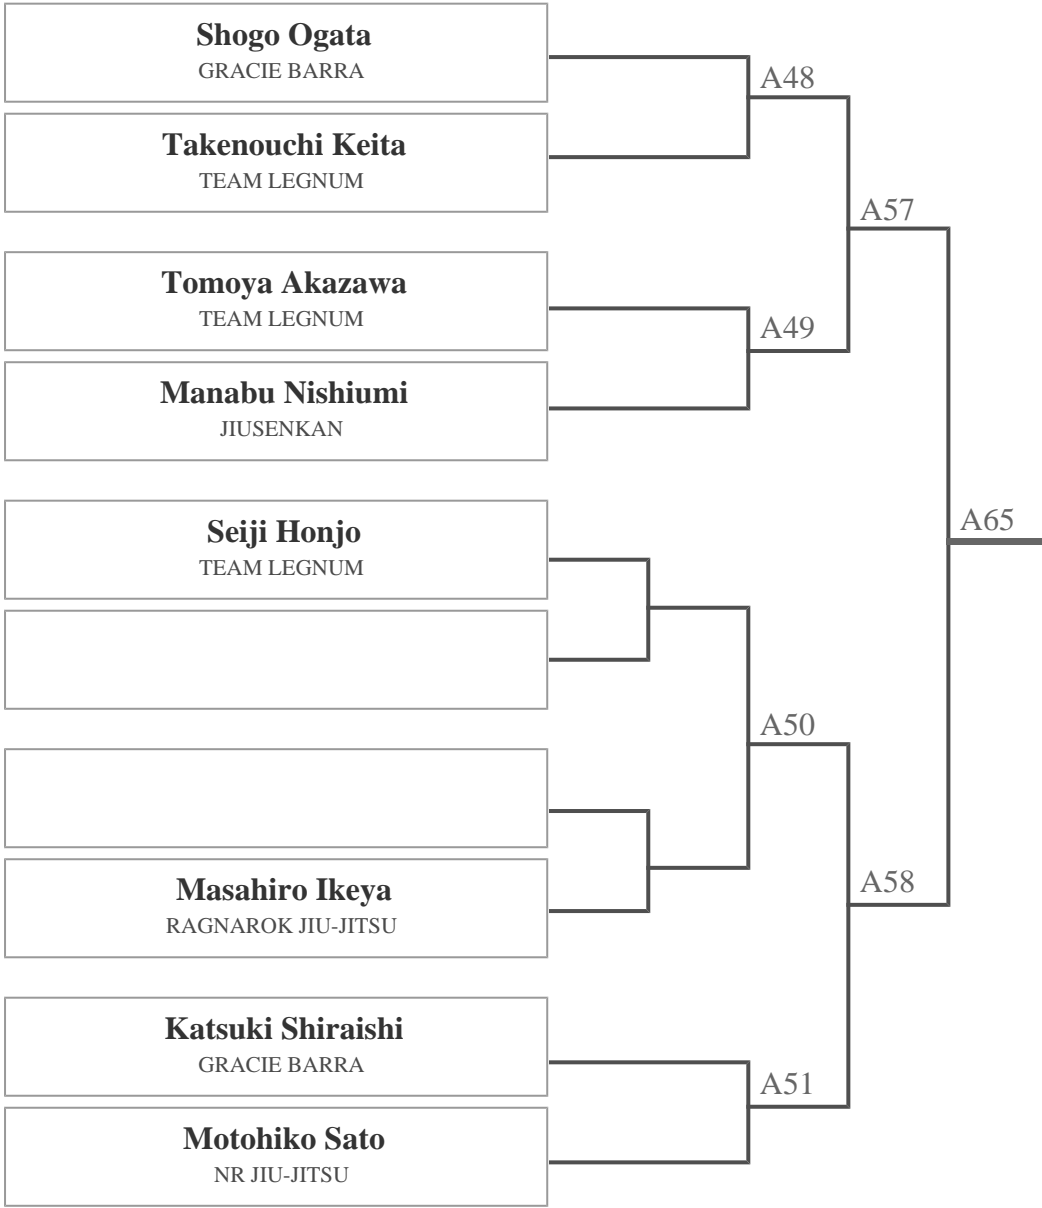 Shogo Ogata
GRACIE BARRA
A48
Takenouchi Keita
TEAM LEGNUM
A57
Tomoya Akazawa
TEAM LEGNUM
A49
Manabu Nishiumi
JIUSENKAN
A65
Seiji Honjo
TEAM LEGNUM
A50
Masahiro Ikeya
RAGNAROK JIU-JITSU
A58
Katsuki Shiraishi
GRACIE BARRA
A51
Motohiko Sato
NR JIU-JITSU